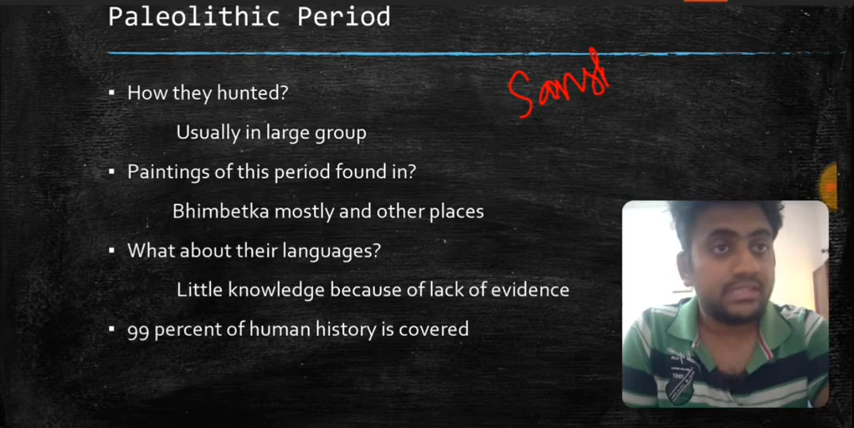 Paleolithic Period
▪ How they hunted?
Usually in large group
▪ Paintings of this period found in?
Bhimbetka mostly and other places
▪ What about their languages?
Little knowledge because of lack of evidence
▪ 99 percent of human history is covered